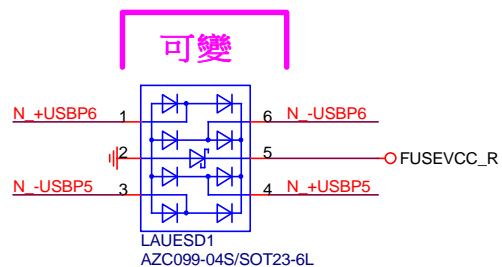 可變
N_+USBP6 1 6 N_-USBP6
2 5 FUSEVCC_R
N_-USBP5 3 4 N_+USBP5
LAUESD1
AZC099-04S/SOT23-6L